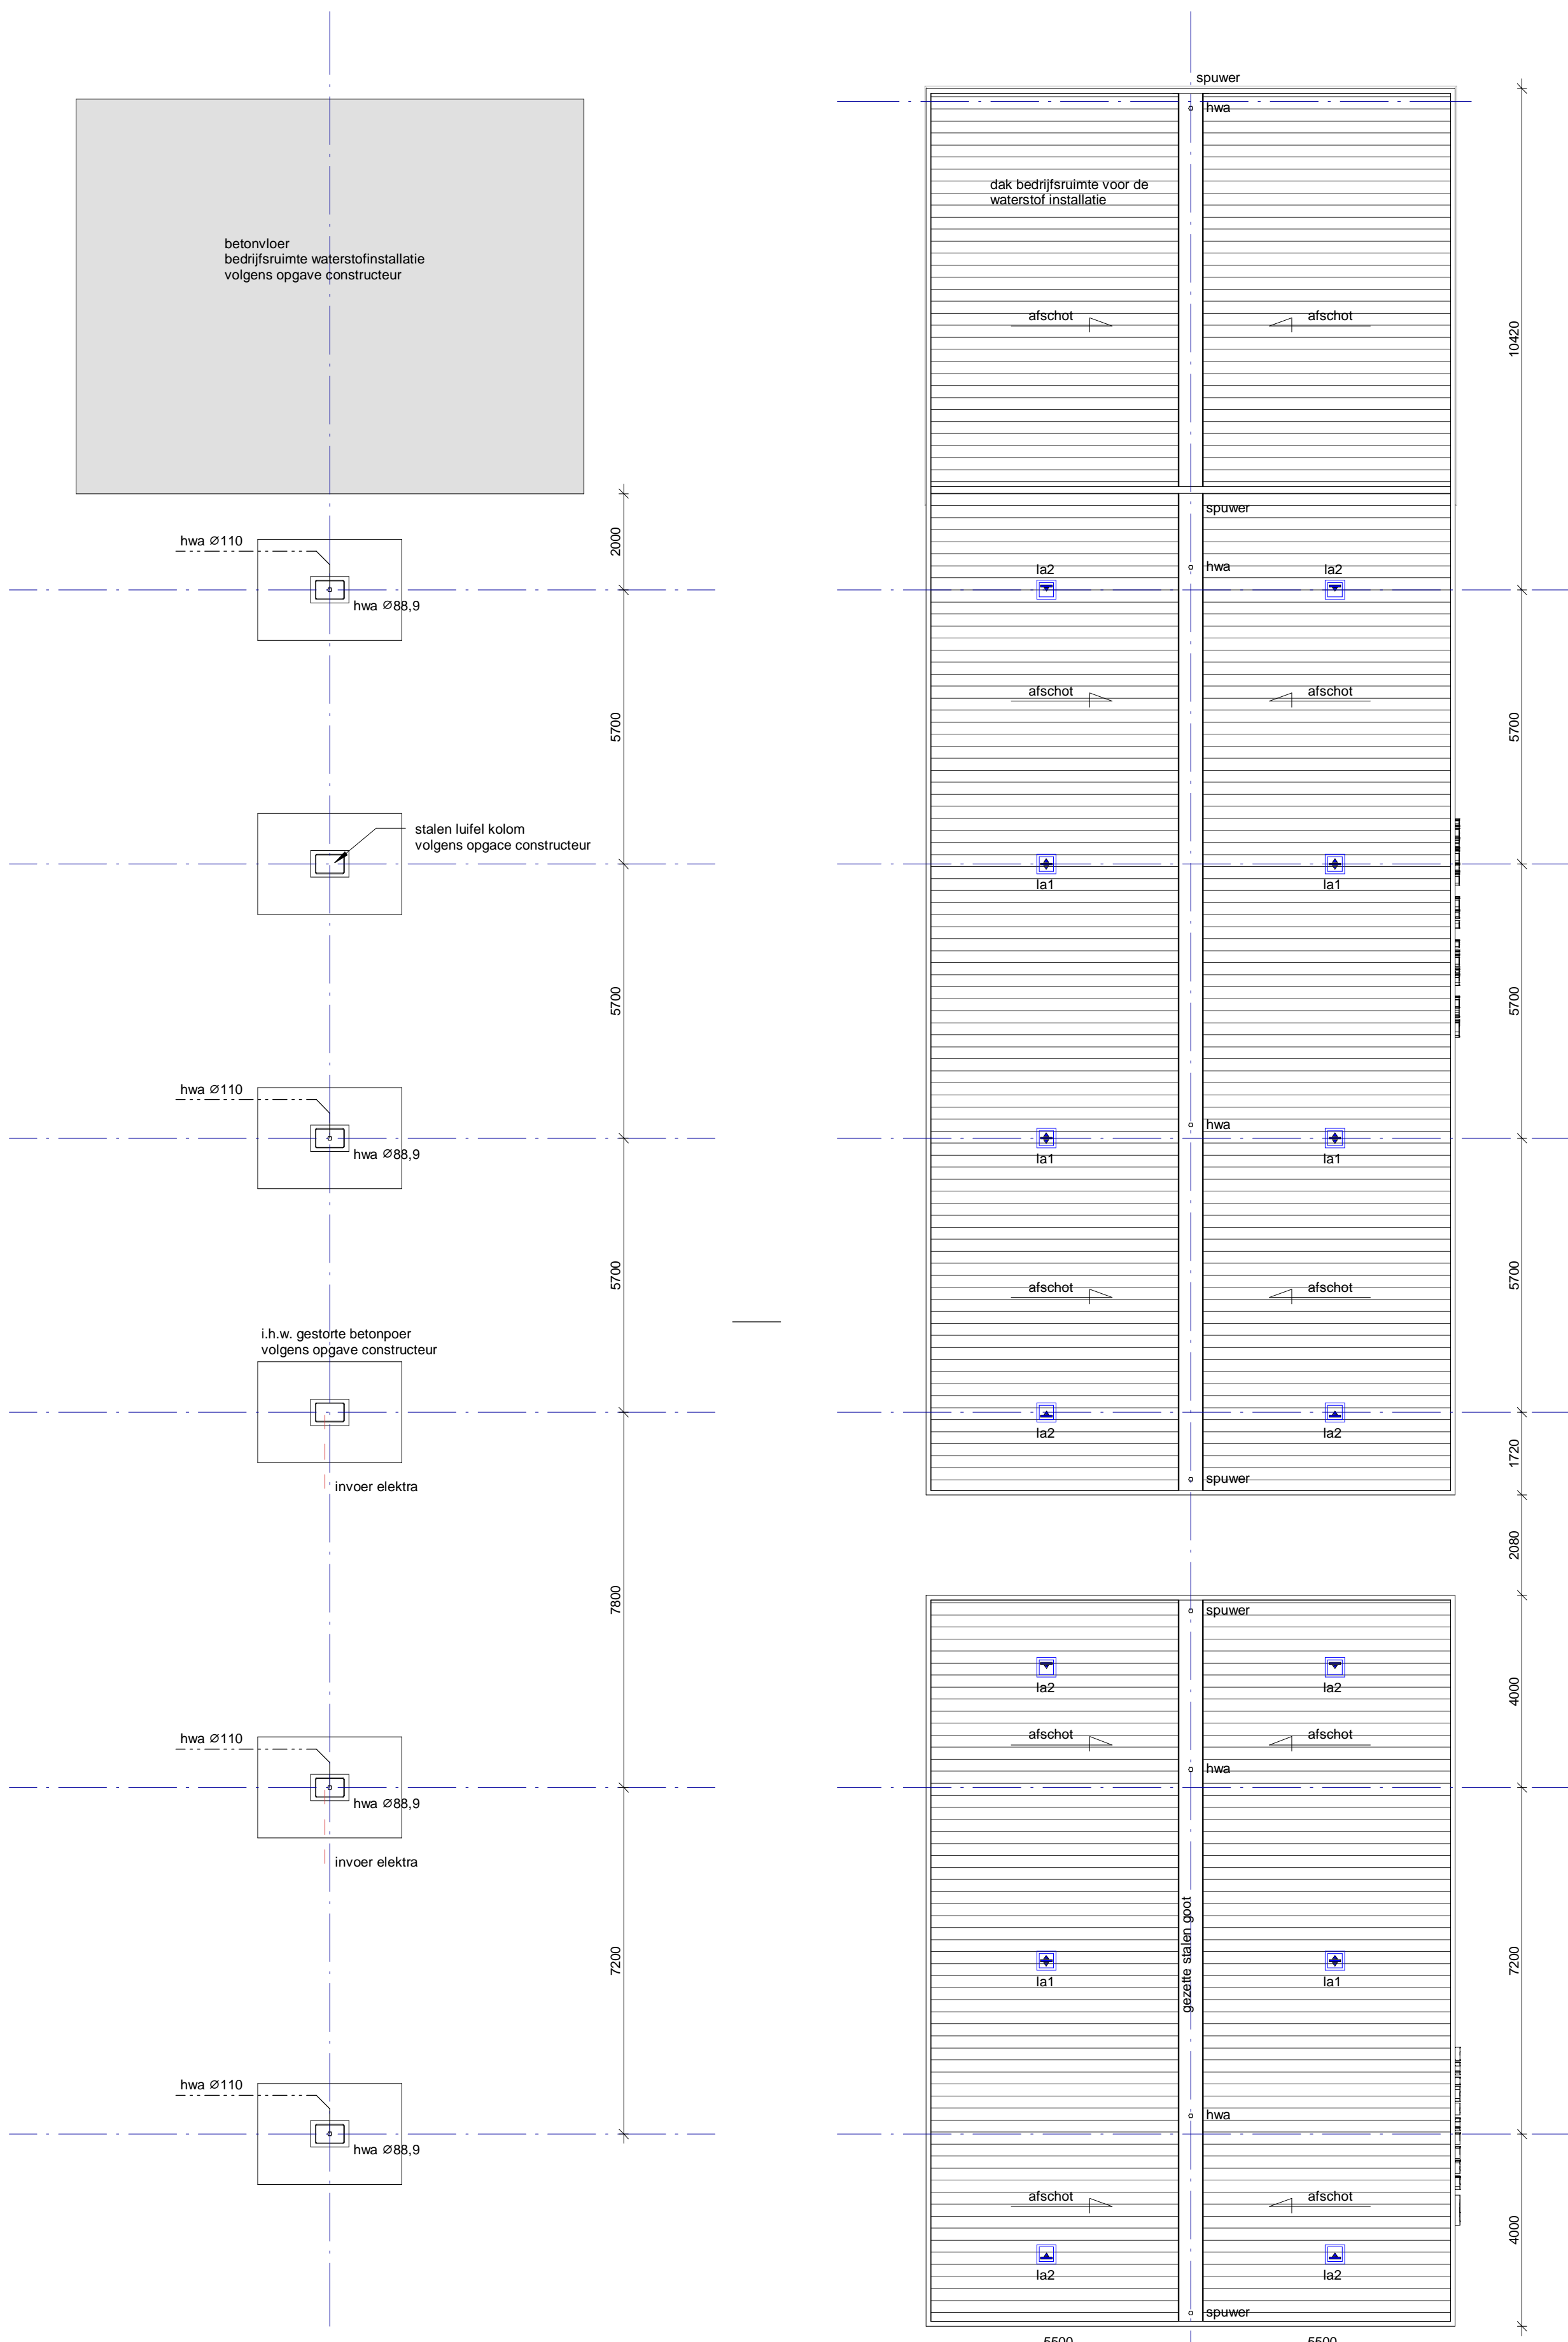 betonvloer
bedrijfsruimte waterstofinstallatie
volgens opgave constructeur
2000
hwa Ø110
hwa Ø88,9
5700
stalen luifel kolom
volgens opgace constructeur
5700
hwa Ø110
hwa Ø88,9
5700
i.h.w. gestorte betonpoer
volgens opgave constructeur
invoer elektra
7800
hwa Ø110
hwa Ø88,9
invoer elektra
7200
hwa Ø110
hwa Ø88,9
spuwer
hwa
dak bedrijfsruimte voor de
waterstof installatie
afschot
afschot
10420
spuwer
hwa
la2
la2
afschot
afschot
5700
la1
la1
5700
hwa
la1
la1
afschot
afschot
5700
la2
la2
1720
spuwer
2080
spuwer
la2
la2
4000
afschot
afschot
hwa
gezette stalen goot
7200
la1
la1
hwa
afschot
afschot
4000
la2
la2
spuwer
5500
5500